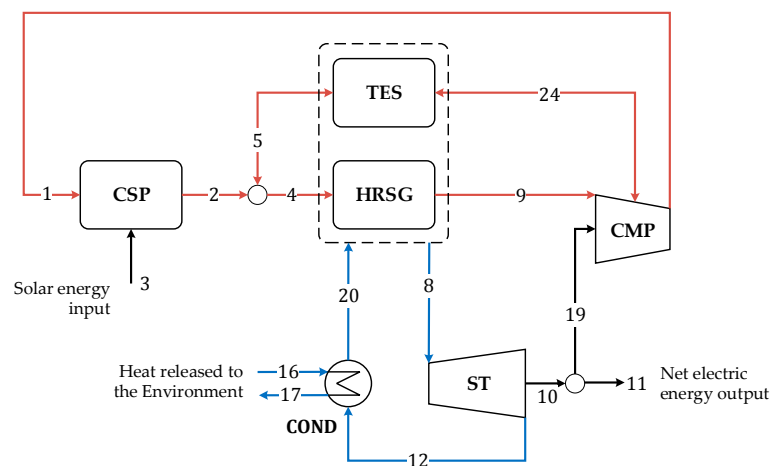 TES
24
5
1
CSP
2
4
HRSG
9
CMP
3
Solar energy
input
8
20
19
Heat released to
the Environment
16
17
COND
ST
10
11
Net electric
energy output
12